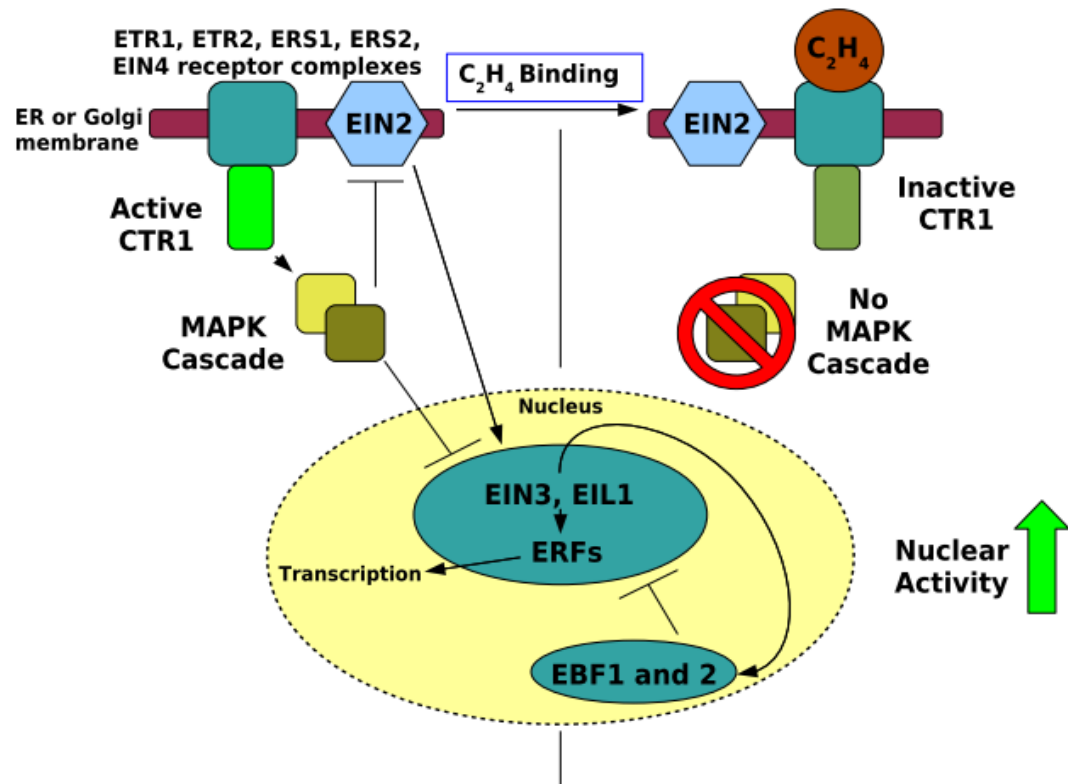 ETR1, ETR2, ERS1, ERS2,
EIN4 receptor complexes
C₂H₄ Binding
C₂H₄
ER or Golgi
membrane
EIN2
EIN2
Active
CTR1
Inactive
CTR1
MAPK
Cascade
No
MAPK
Cascade
Nucleus
EIN3, EIL1
ERFs
Transcription
Nuclear
Activity
EBF1 and 2